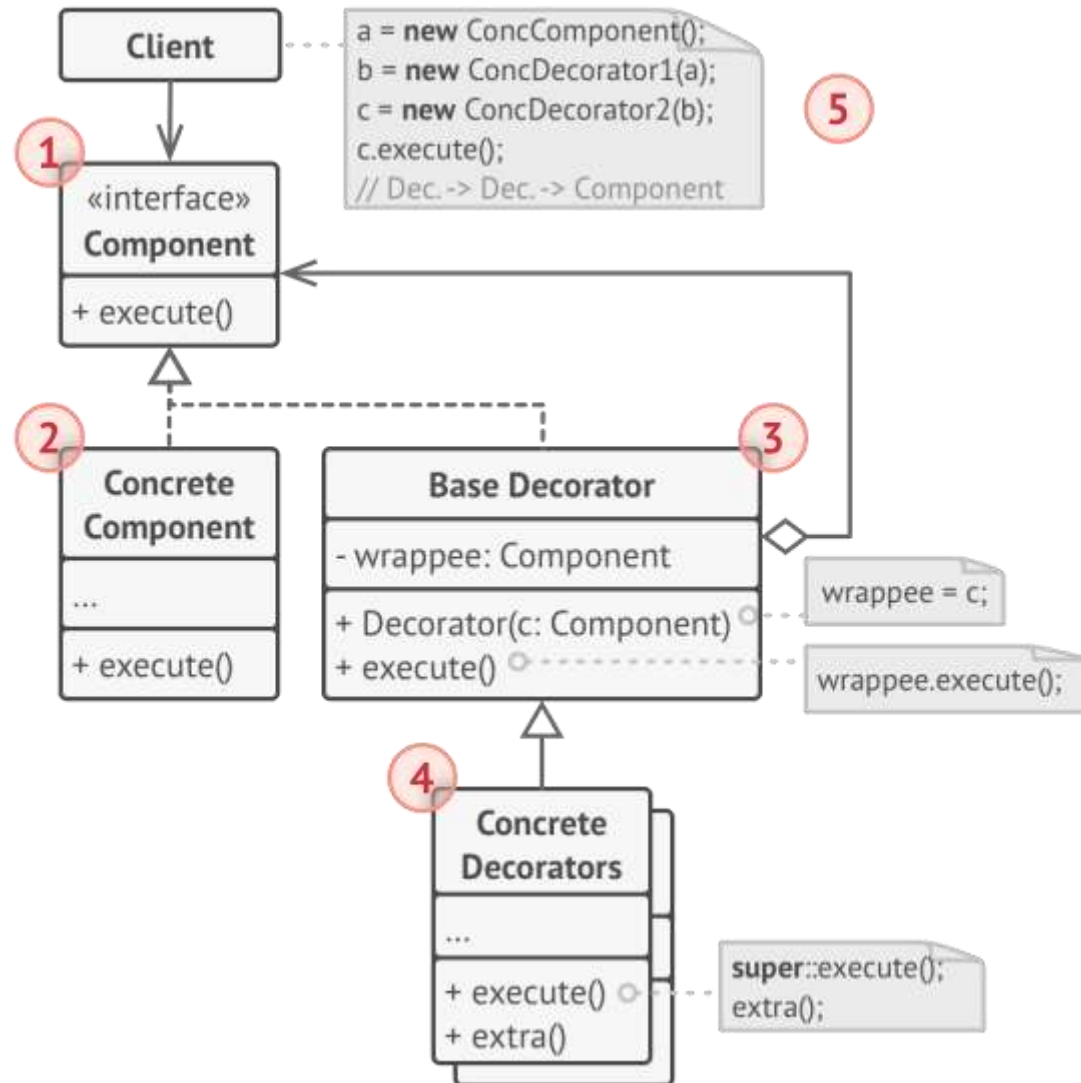 Client
a = new ConcComponent();
b = new ConcDecorator1(a);
c = new ConcDecorator2(b);
c.execute();
// Dec. -> Dec. -> Component
5
1
«interface»
Component
+ execute()
2
Concrete
Component
...
+ execute()
3
Base Decorator
- wrappee: Component
+ Decorator(c: Component)
+ execute()
wrappee = c;
wrappee.execute();
4
Concrete
Decorators
...
+ execute()
+ extra()
super::execute();
extra();